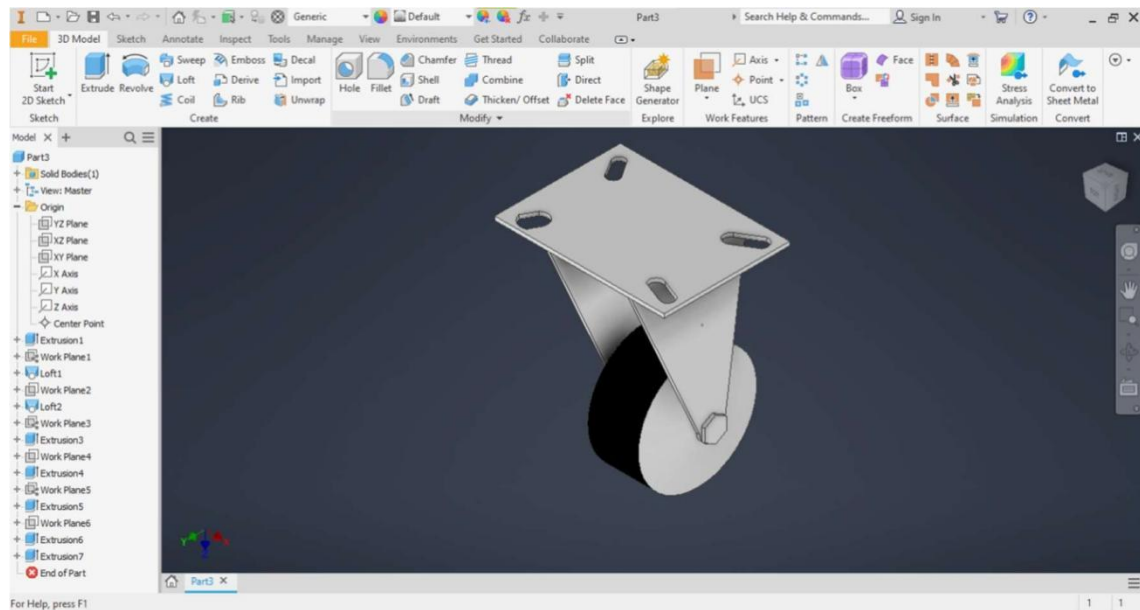 Generic Default Part3 Search Help & Commands... Sign In
File 3D Model Sketch Annotate Inspect Tools Manage View Environments Get Started Collaborate
Start 2D Sketch
Extrude Revolve
Sweep Emboss Decal
Loft Derive Import
Coil Rib Unwrap
Hole Fillet
Chamfer Thread Split
Shell Combine Direct
Draft Thicken/ Offset Delete Face
Shape Generator
Plane
Axis
Point
UCS
Box
Face
Stress Analysis
Convert to Sheet Metal
Sketch Create Modify Explore Work Features Pattern Create Freeform Surface Simulation Convert
Model
Part3
Solid Bodies(1)
View: Master
Origin
YZ Plane
XZ Plane
XY Plane
X Axis
Y Axis
Z Axis
Center Point
Extrusion1
Work Plane1
Loft1
Work Plane2
Loft2
Work Plane3
Extrusion3
Work Plane4
Extrusion4
Work Plane5
Extrusion5
Work Plane6
Extrusion6
Extrusion7
End of Part
Part3
For Help, press F1 1 1